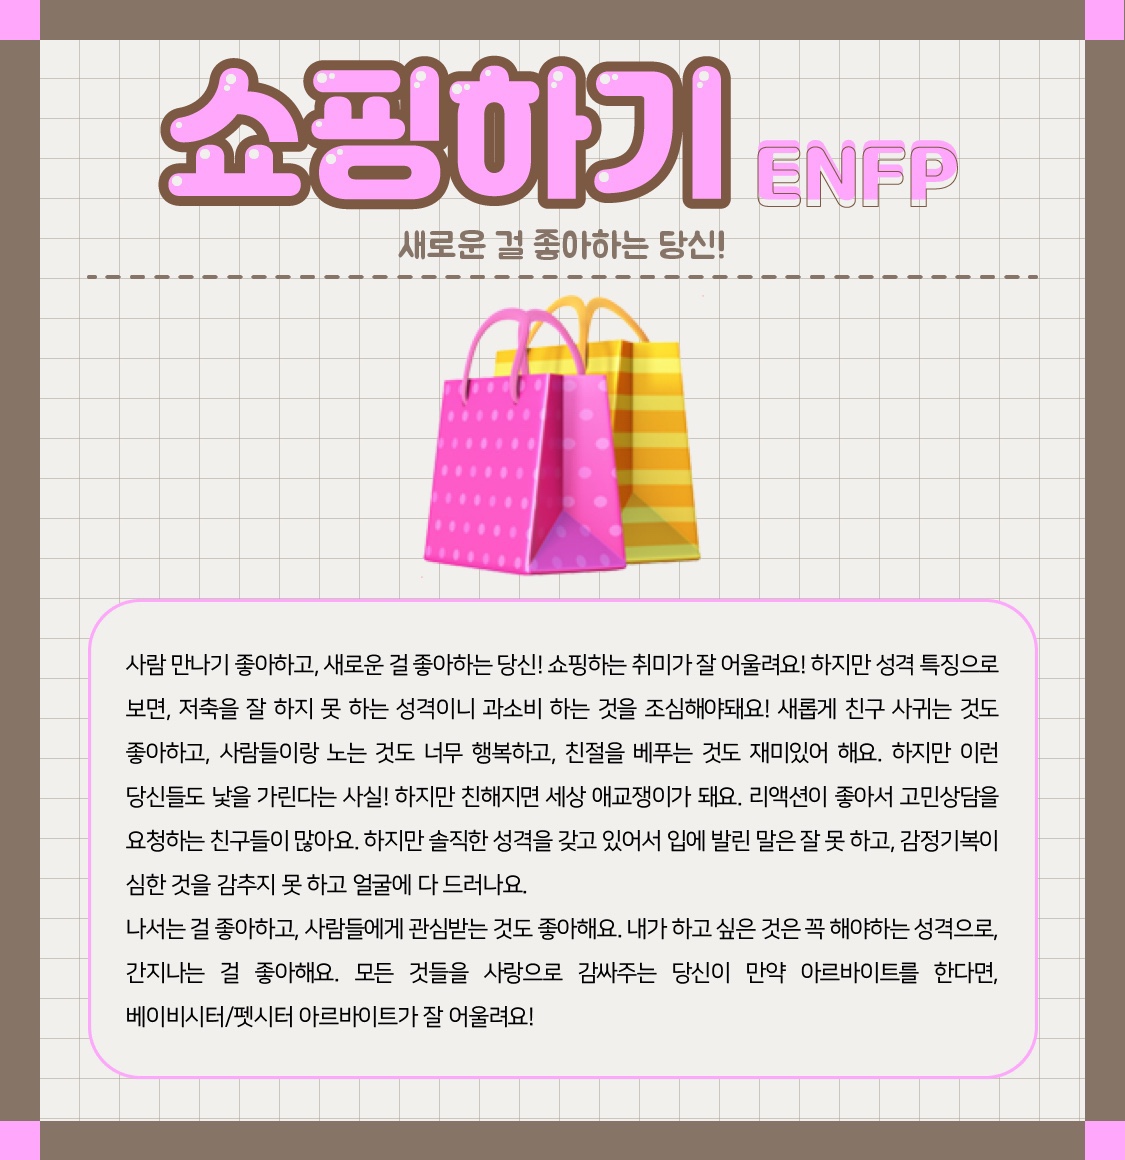 쇼핑하기 ENFP
새로운 걸 좋아하는 당신!
사람 만나기 좋아하고, 새로운 걸 좋아하는 당신! 쇼핑하는 취미가 잘 어울려요! 하지만 성격 특징으로
보면, 저축을 잘 하지 못 하는 성격이니 과소비 하는 것을 조심해야돼요! 새롭게 친구 사귀는 것도
좋아하고, 사람들이랑 노는 것도 너무 행복하고, 친절을 베푸는 것도 재미있어 해요. 하지만 이런
당신들도 낯을 가린다는 사실! 하지만 친해지면 세상 애교쟁이가 돼요. 리액션이 좋아서 고민상담을
요청하는 친구들이 많아요. 하지만 솔직한 성격을 갖고 있어서 입에 발린 말은 잘 못 하고, 감정기복이
심한 것을 감추지 못 하고 얼굴에 다 드러나요.
나서는 걸 좋아하고, 사람들에게 관심받는 것도 좋아해요. 내가 하고 싶은 것은 꼭 해야하는 성격으로,
간지나는 걸 좋아해요. 모든 것들을 사랑으로 감싸주는 당신이 만약 아르바이트를 한다면,
베이비시터/펫시터 아르바이트가 잘 어울려요!